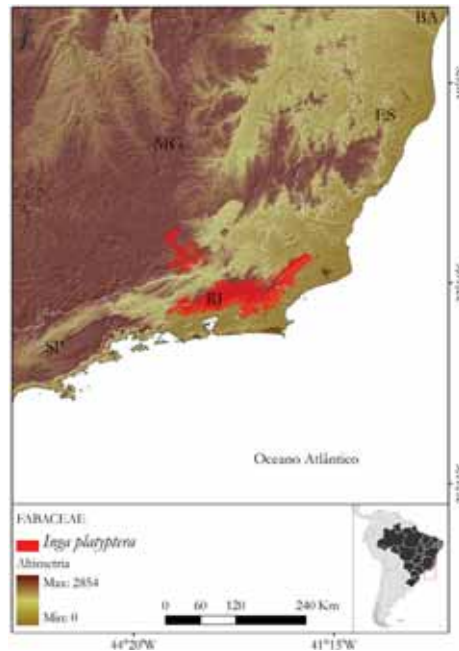 f
BA
ES
MG
RJ
SP
Oceano Atlântico
FABACEAE
Inga platyptera
Altimetria
Max: 2854
Min: 0
0 60 120 240 Km
44°20'W 41°15'W